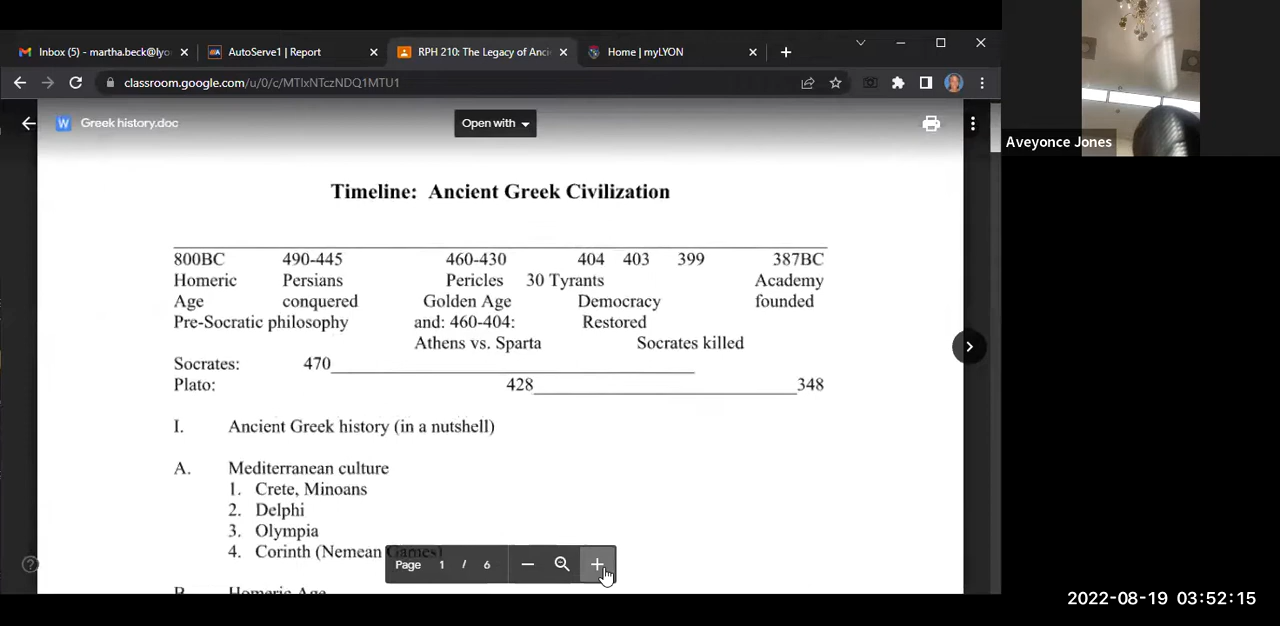 Inbox (5) - martha.beck@lyo
AutoServe1 | Report
RPH 210: The Legacy of Anci
Home | myLYON
classroom.google.com/u/0/c/MTIxNTczNDQ1MTU1
W Greek history.doc
Open with
Aveyonce Jones
Timeline: Ancient Greek Civilization
800BC 490-445 460-430 404 403 399 387BC
Homeric Persians Pericles 30 Tyrants Academy
Age conquered Golden Age Democracy founded
Pre-Socratic philosophy and: 460-404: Restored
Athens vs. Sparta Socrates killed
Socrates: 470
Plato: 428 348
I. Ancient Greek history (in a nutshell)
A. Mediterranean culture
1. Crete, Minoans
2. Delphi
3. Olympia
4. Corinth (Nemean Games)
Page 1 / 6
B. Homeric Age
2022-08-19 03:52:15